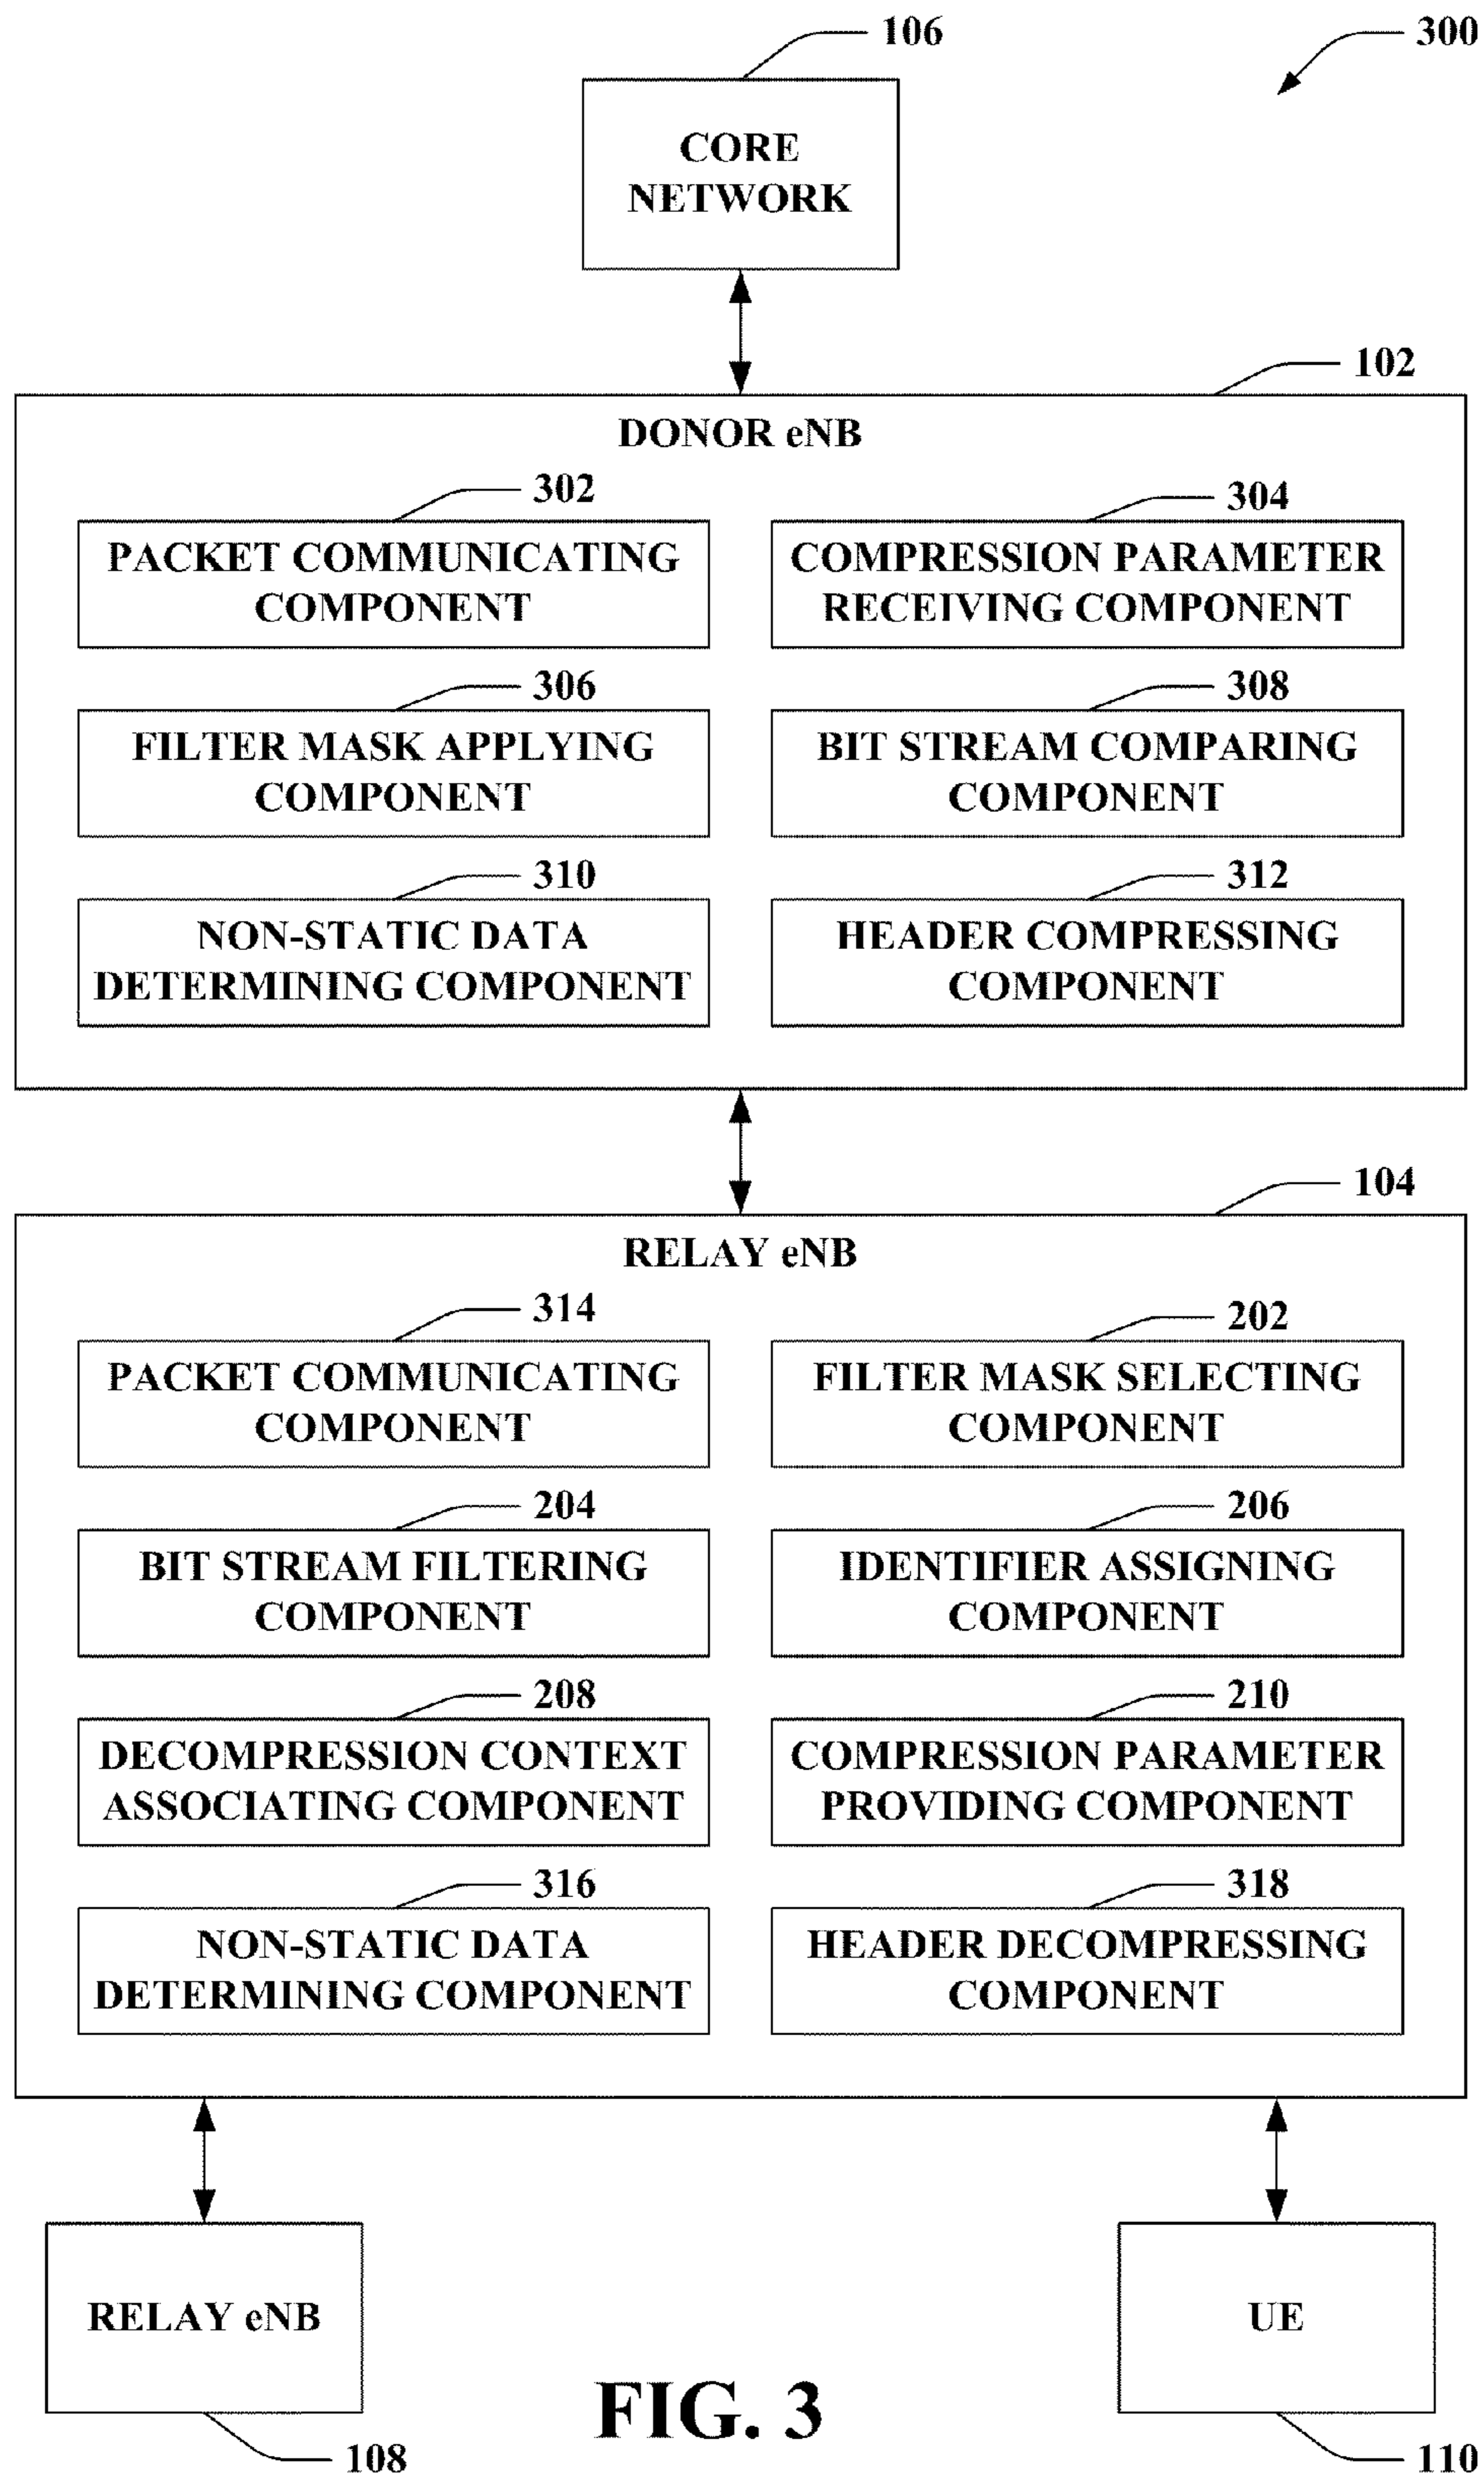 106
300
CORE
NETWORK
102
DONOR eNB
302
304
PACKET COMMUNICATING
COMPONENT
COMPRESSION PARAMETER
RECEIVING COMPONENT
306
308
FILTER MASK APPLYING
COMPONENT
BIT STREAM COMPARING
COMPONENT
310
312
NON-STATIC DATA
DETERMINING COMPONENT
HEADER COMPRESSING
COMPONENT
104
RELAY eNB
314
202
PACKET COMMUNICATING
COMPONENT
FILTER MASK SELECTING
COMPONENT
204
206
BIT STREAM FILTERING
COMPONENT
IDENTIFIER ASSIGNING
COMPONENT
208
210
DECOMPRESSION CONTEXT
ASSOCIATING COMPONENT
COMPRESSION PARAMETER
PROVIDING COMPONENT
316
318
NON-STATIC DATA
DETERMINING COMPONENT
HEADER DECOMPRESSING
COMPONENT
RELAY eNB
UE
FIG. 3
108
110